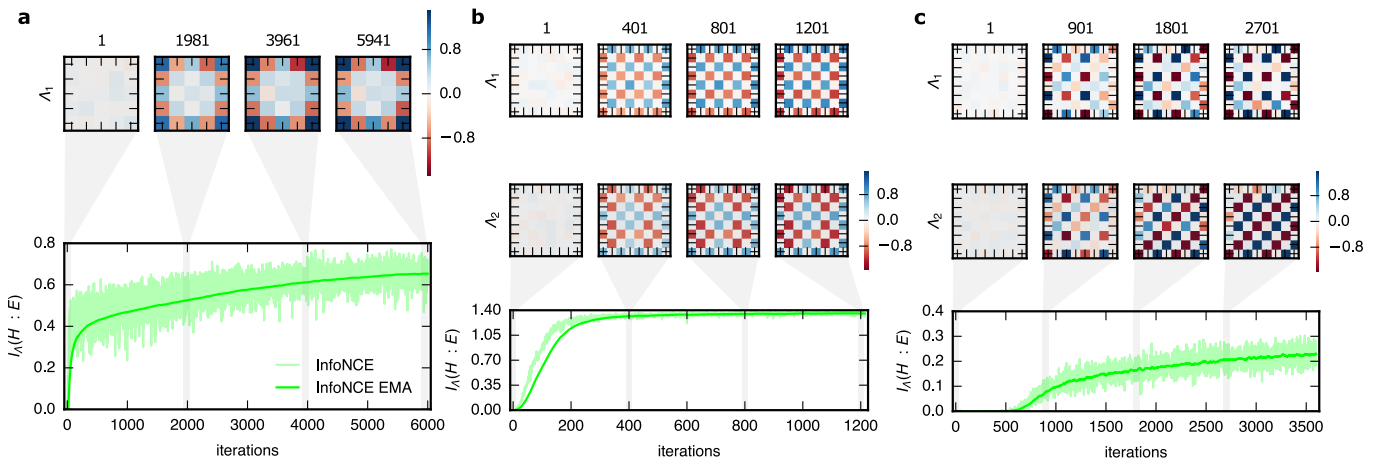 a
1 1981 3961 5941
Λ1
0.8
0.0
−0.8
0.8
0.6
0.4
0.2
0.0
IΛ(H : E)
InfoNCE
InfoNCE EMA
0 1000 2000 3000 4000 5000 6000
iterations
b
1 401 801 1201
Λ1
Λ2
0.8
0.0
−0.8
1.40
1.05
0.70
0.35
0.00
IΛ(H : E)
0 200 400 600 800 1000 1200
iterations
c
1 901 1801 2701
Λ1
Λ2
0.8
0.0
−0.8
0.4
0.3
0.2
0.1
0.0
IΛ(H : E)
0 500 1000 1500 2000 2500 3000 3500
iterations